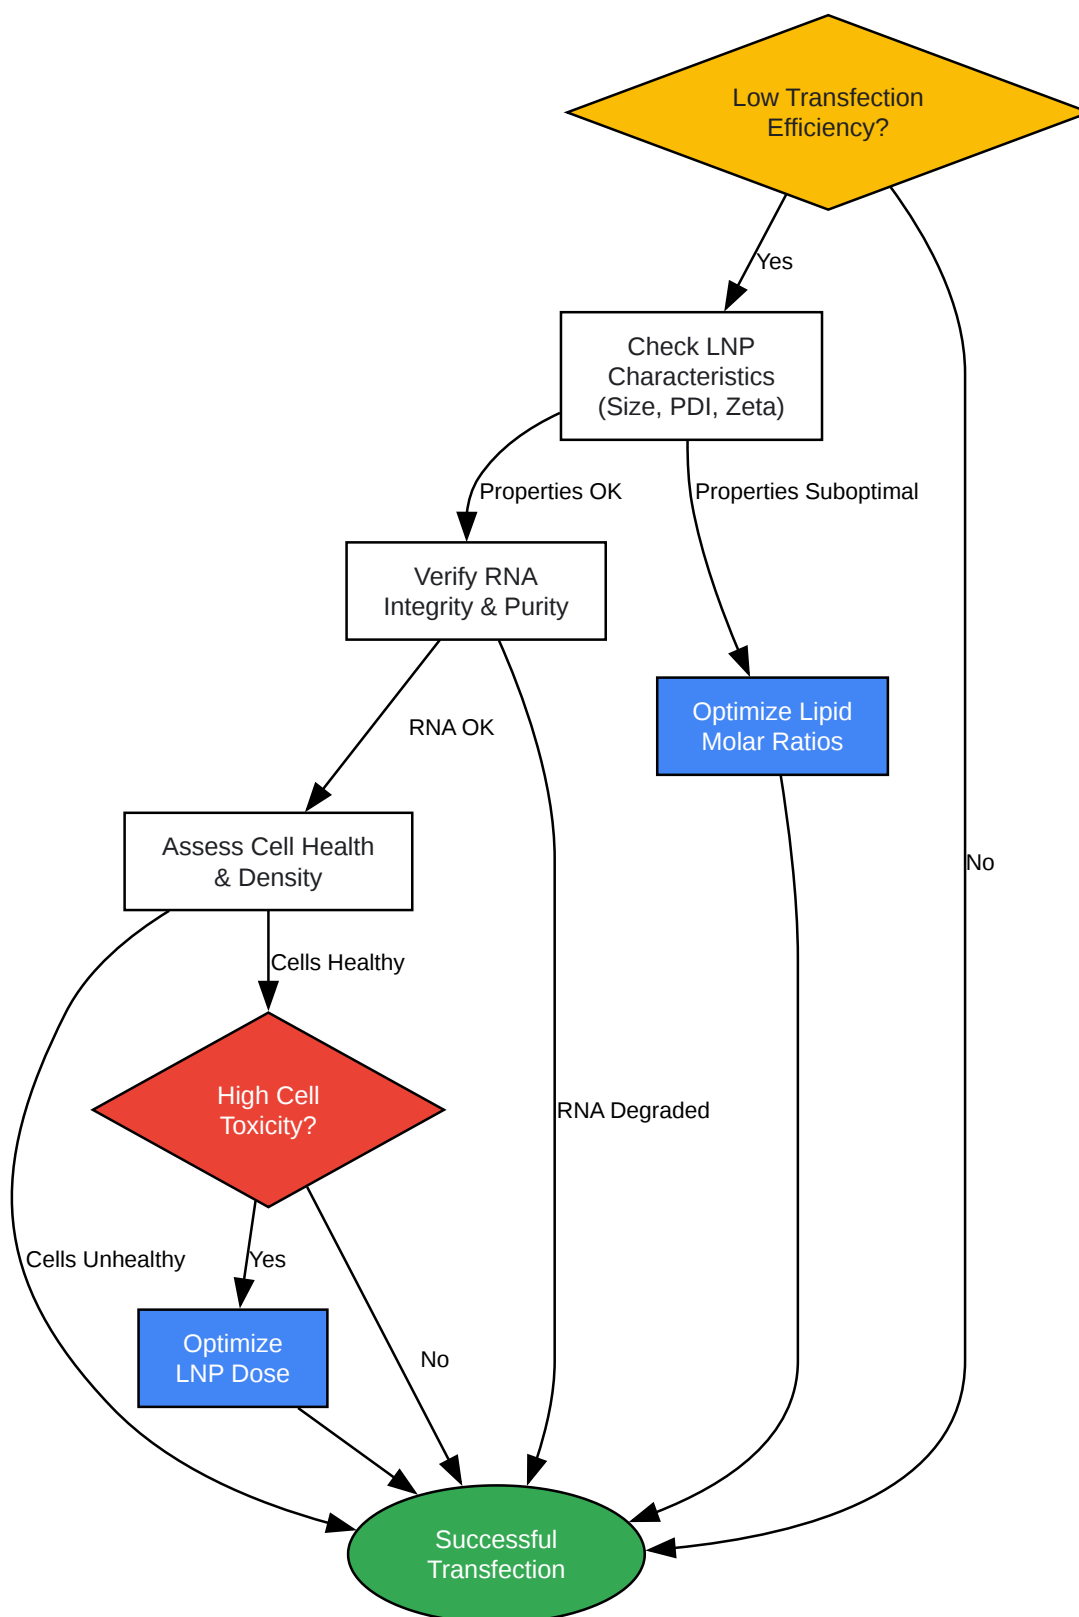 Low Transfection
Efficiency?
Yes
Check LNP
Characteristics
(Size, PDI, Zeta)
Properties OK
Properties Suboptimal
Verify RNA
Integrity & Purity
Optimize Lipid
Molar Ratios
RNA OK
Assess Cell Health
& Density
No
Cells Healthy
High Cell
Toxicity?
RNA Degraded
Cells Unhealthy
Yes
Optimize
LNP Dose
No
Successful
Transfection